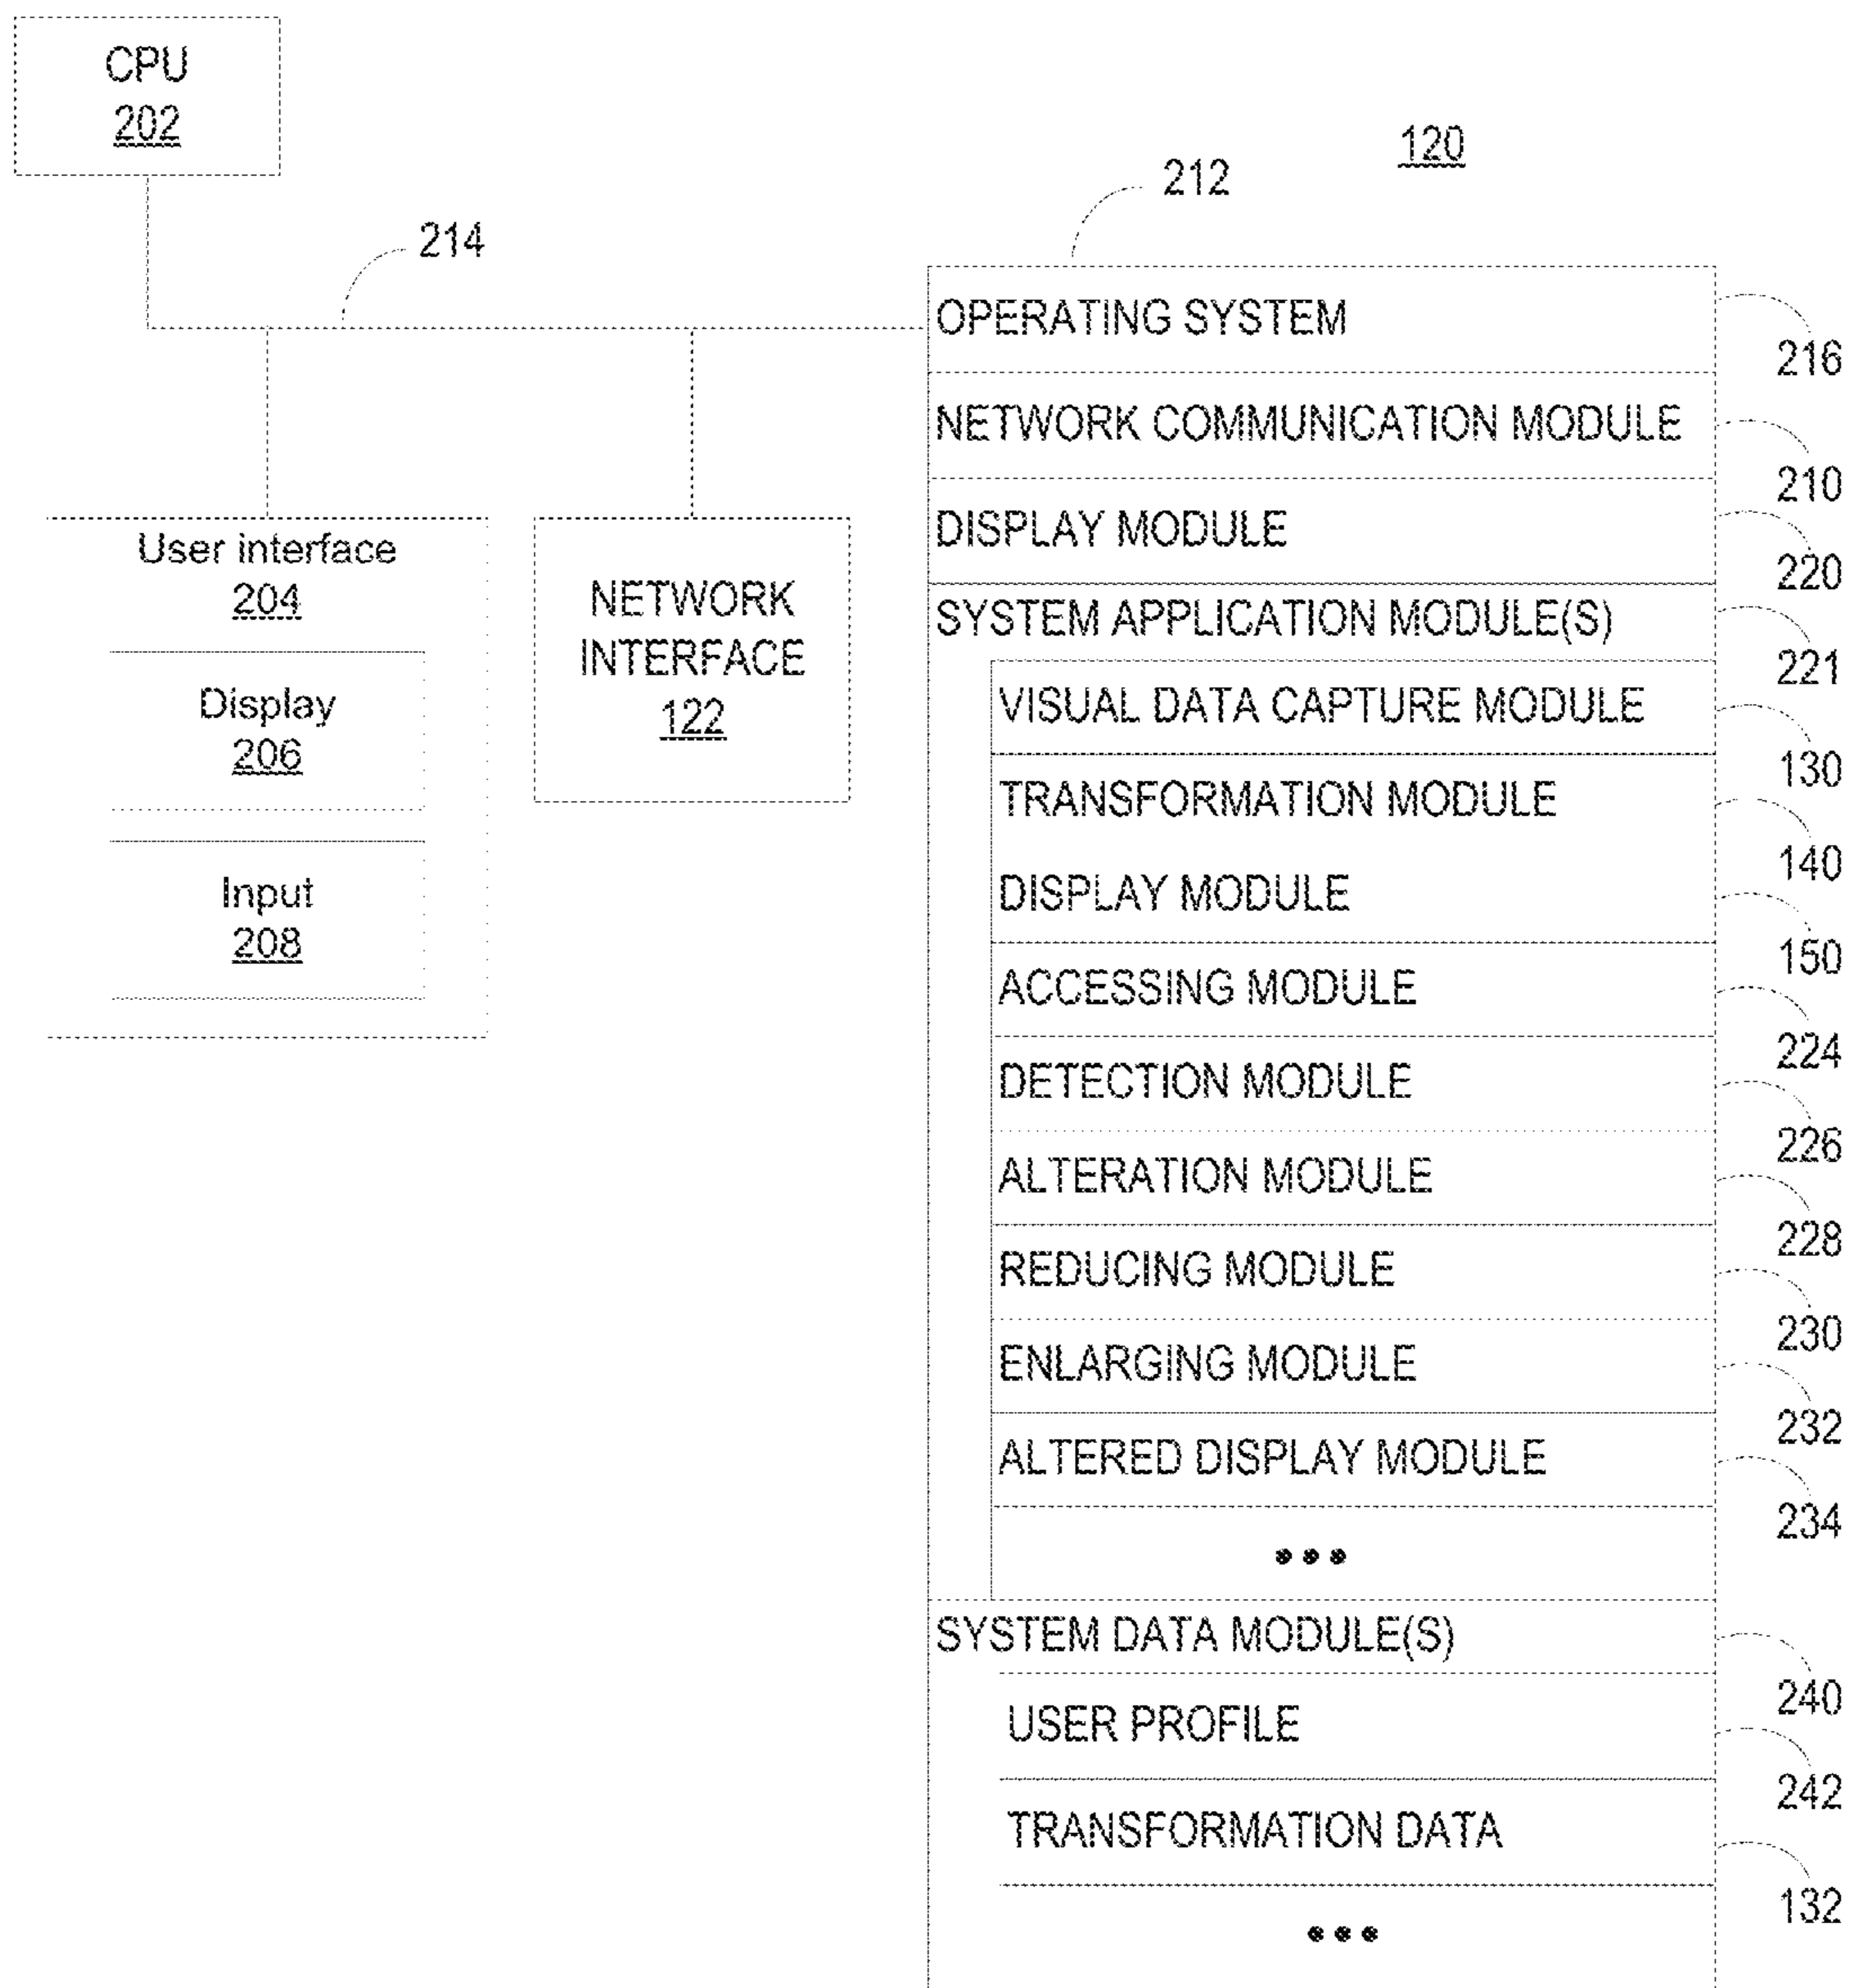 CPU
202
120
212
214
OPERATING SYSTEM
216
NETWORK COMMUNICATION MODULE
210
DISPLAY MODULE
220
User interface
204
Display
206
Input
208
NETWORK
INTERFACE
122
SYSTEM APPLICATION MODULE(S)
221
VISUAL DATA CAPTURE MODULE
130
TRANSFORMATION MODULE
140
DISPLAY MODULE
150
ACCESSING MODULE
224
DETECTION MODULE
226
ALTERATION MODULE
228
REDUCING MODULE
230
ENLARGING MODULE
232
ALTERED DISPLAY MODULE
234
•••
SYSTEM DATA MODULE(S)
240
USER PROFILE
242
TRANSFORMATION DATA
132
•••